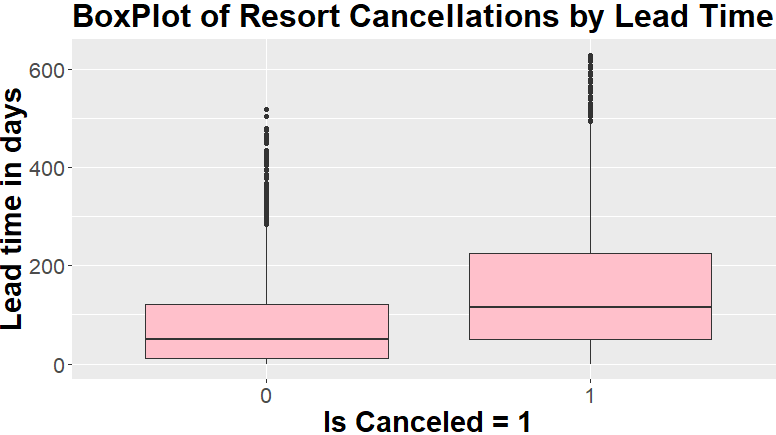 BoxPlot of Resort Cancellations by Lead Time
Lead time in days
600
400
200
0
0 1
Is Canceled = 1